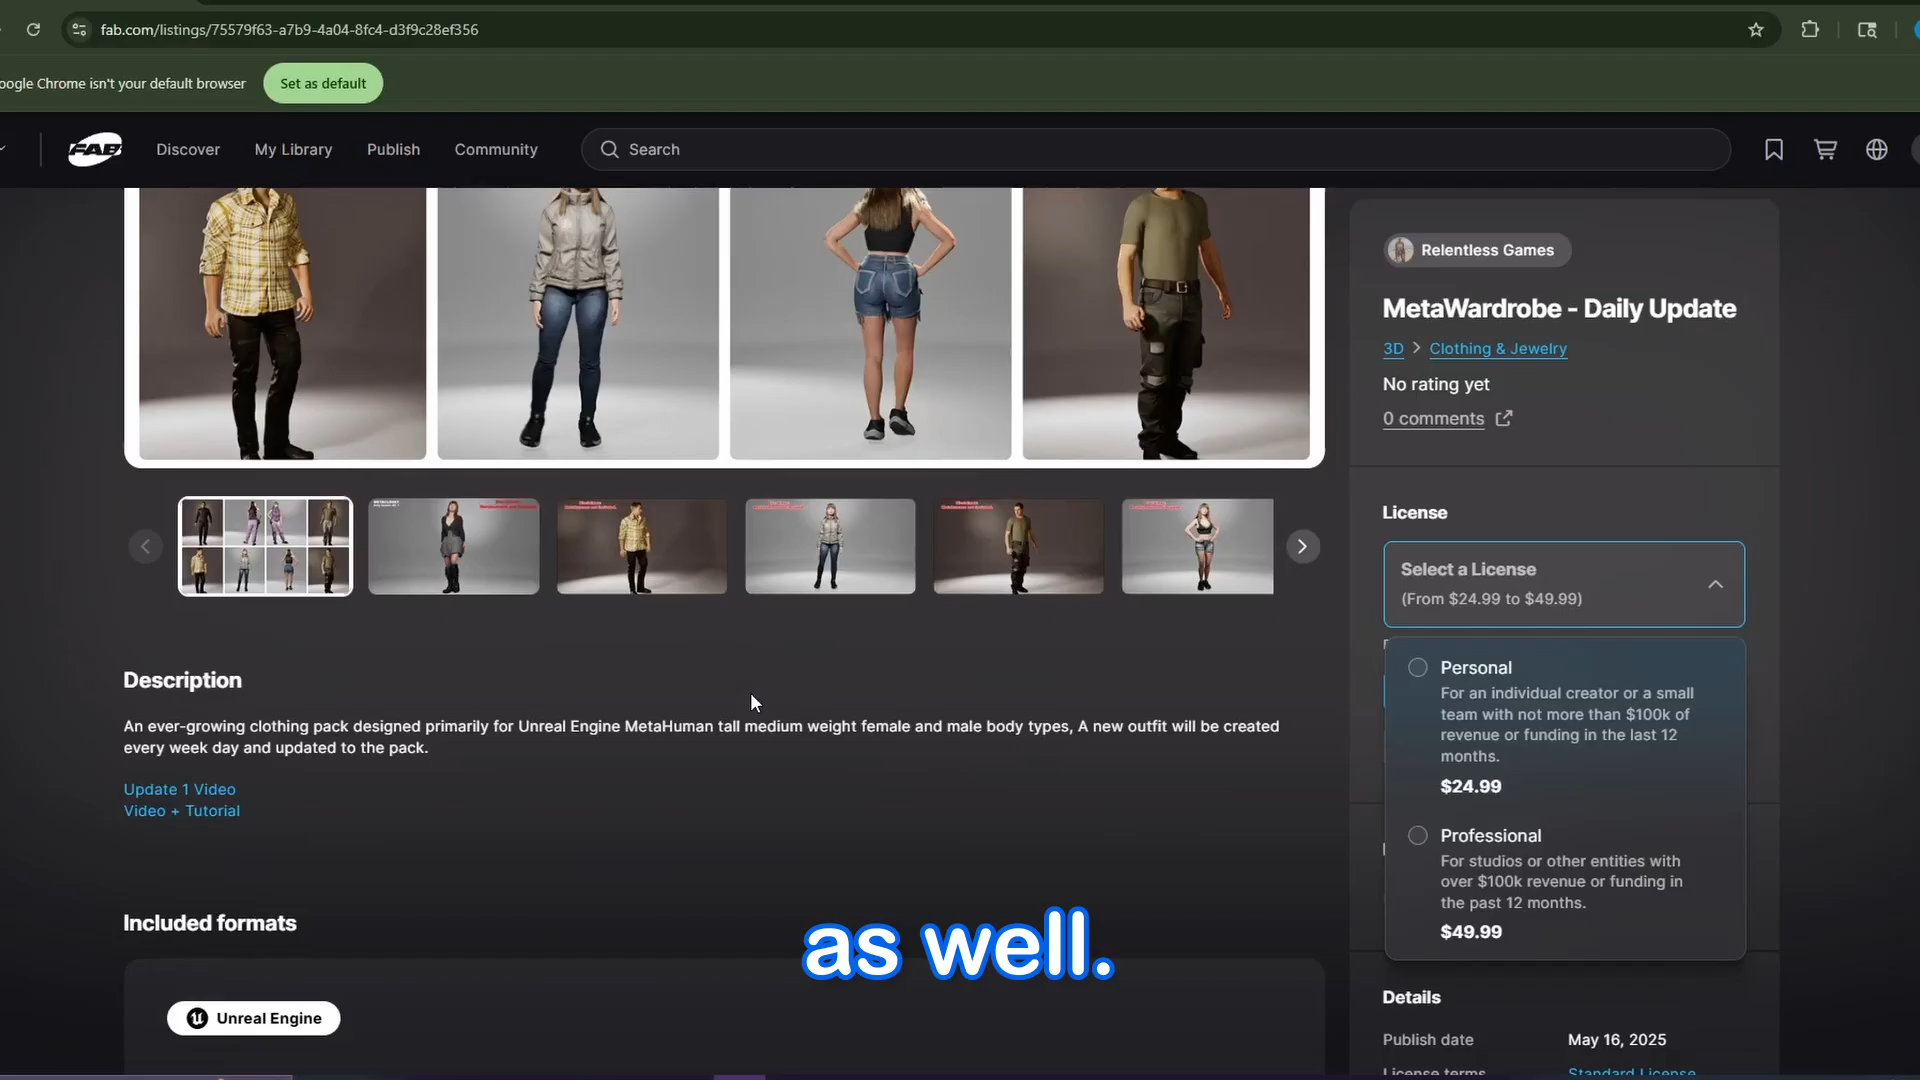 fab.com/listings/75579f63-a7b9-4a04-8fc4-d3f9c28ef356
oogle Chrome isn't your default browser
Set as default
FAB
Discover
My Library
Publish
Community
Search
Relentless Games
MetaWardrobe - Daily Update
3D > Clothing & Jewelry
No rating yet
0 comments
License
Select a License
(From $24.99 to $49.99)
Personal
For an individual creator or a small
team with not more than $100k of
revenue or funding in the last 12
months.
$24.99
Professional
For studios or other entities with
over $100k revenue or funding in
the past 12 months.
$49.99
Details
Publish date May 16, 2025
License terms Standard License
Description
An ever-growing clothing pack designed primarily for Unreal Engine MetaHuman tall medium weight female and male body types, A new outfit will be created
every week day and updated to the pack.
Update 1 Video
Video + Tutorial
Included formats
Unreal Engine
as well.